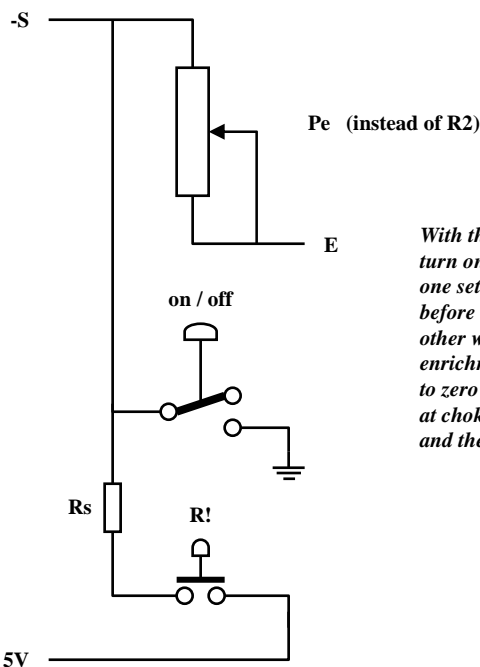 -S
Pe (instead of R2)
E
With th
turn on
one set
before
other w
enrichn
to zero
at chok
and the
on / off
Rs
R!
5V